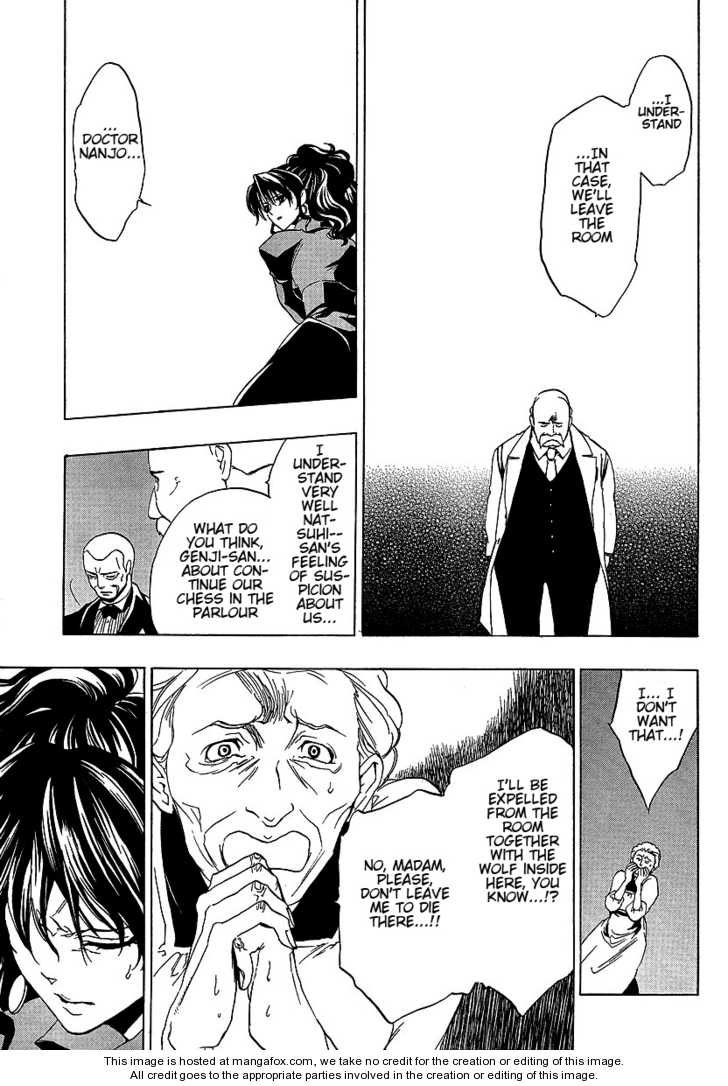 ...I
UNDER-
STAND
...IN
THAT
CASE,
WE'LL
LEAVE
THE
ROOM
...
DOCTOR
NANJO...
I
UNDER-
STAND
VERY
WELL
NAT-
SUHI--
SAN'S
FEELING
OF SUS-
PICION
ABOUT
US...
WHAT DO
YOU THINK,
GENJI-SAN...
ABOUT CON-
TINUE OUR
CHESS IN THE
PARLOUR
I... I
DON'T
WANT
THAT...!
I'LL BE
EXPELLED
FROM THE
ROOM
TOGETHER
WITH THE
WOLF INSIDE
HERE, YOU
KNOW...!?
NO, MADAM,
PLEASE,
DON'T LEAVE
ME TO DIE
THERE...!!
This image is hosted at mangafox.com, we take no credit for the creation or editing of this image.
All credit goes to the appropriate parties involved in the creation or editing of this image.